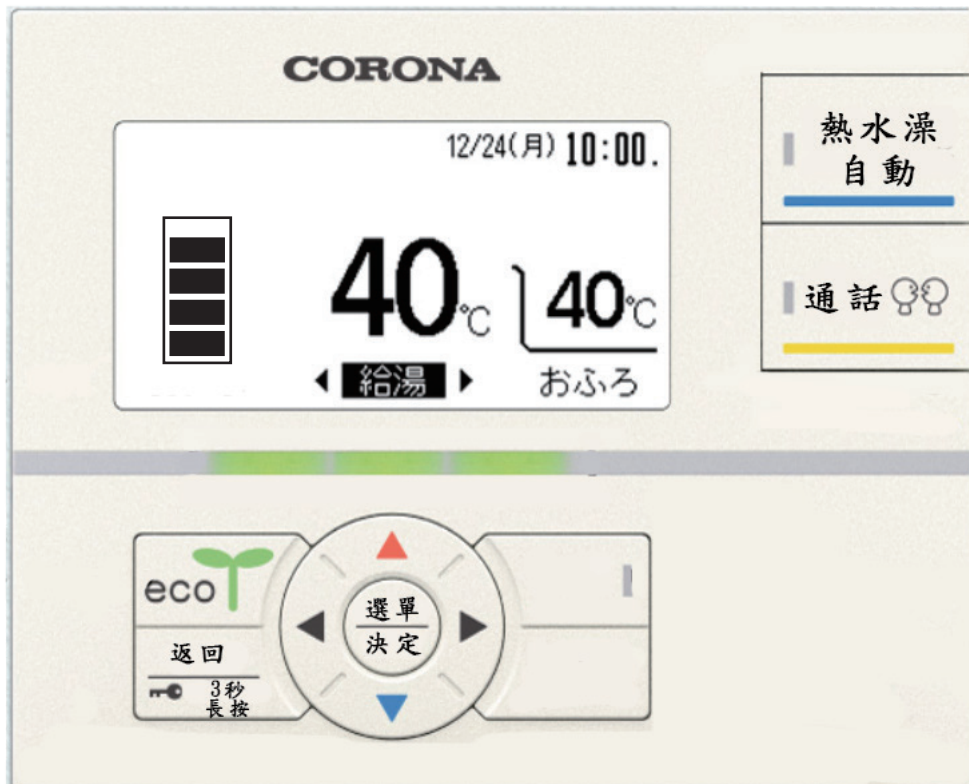 CORONA
12/24(月) 10:00.
40℃
40℃
給湯
おふろ
熱水澡
自動
通話
eco
返回
3秒
長按
選單
決定